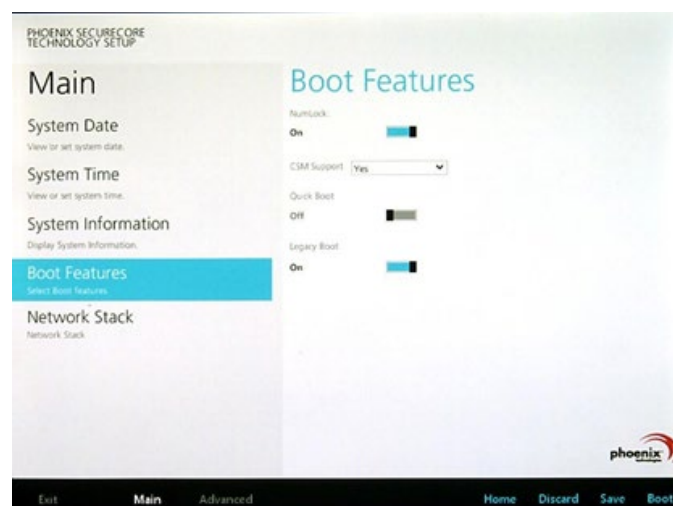 PHOENIX SECURECORE
TECHNOLOGY SETUP
Main
System Date
View or set system date.
System Time
View or set system time.
System Information
Display System Information.
Boot Features
Select Boot features.
Network Stack
Network Stack
Boot Features
NumLock:
On
CSM Support Yes
Quick Boot
Off
Legacy Boot
On
phoenix
technologies
Exit Main Advanced Home Discard Save Boot